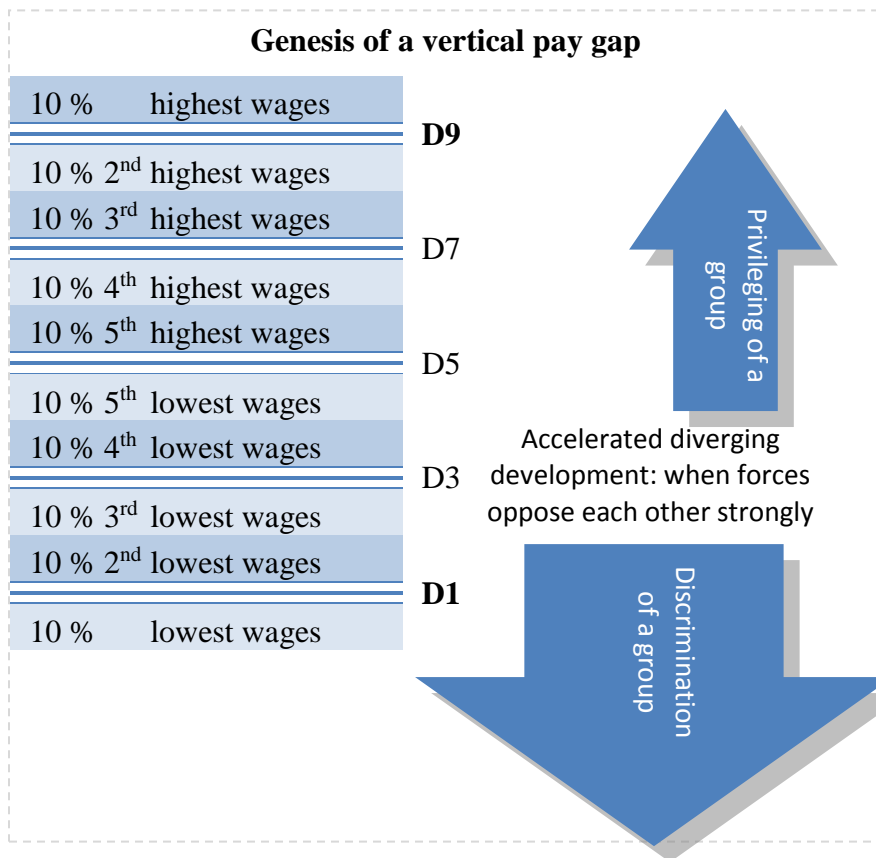 Genesis of a vertical pay gap
10 % highest wages
D9
10 % 2nd highest wages
10 % 3rd highest wages
D7
10 % 4th highest wages
10 % 5th highest wages
D5
10 % 5th lowest wages
10 % 4th lowest wages
D3
10 % 3rd lowest wages
10 % 2nd lowest wages
D1
10 % lowest wages
Privileging of a
group
Accelerated diverging
development: when forces
oppose each other strongly
Discrimination
of a group